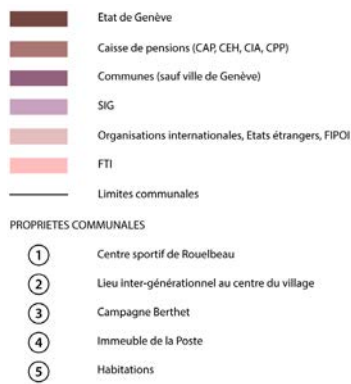 Etat de Genève
Caisse de pensions (CAP, CEH, CIA, CPP)
Communes (sauf ville de Genève)
SIG
Organisations internationales, Etats étrangers, FIPOI
FTI
Limites communales
PROPRIETES COMMUNALES
1 Centre sportif de Rouelbeau
2 Lieu inter-générationnel au centre du village
3 Campagne Berthet
4 Immeuble de la Poste
5 Habitations